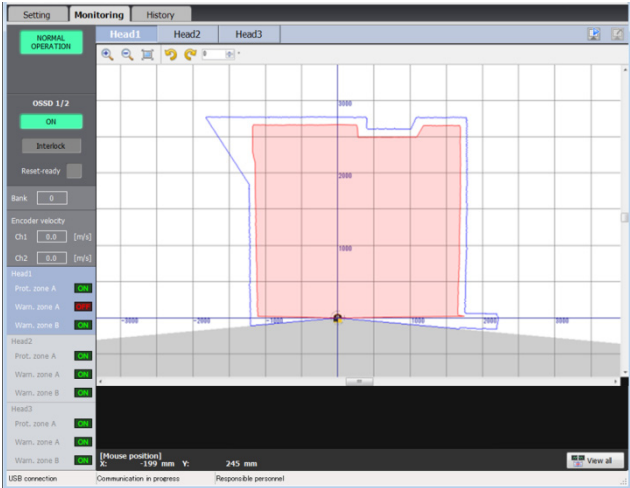 Setting Monitoring History
NORMAL OPERATION
Head1 Head2 Head3
0 °
OSSD 1/2
ON
Interlock
Reset-ready
Bank 0
Encoder velocity
Ch1 0.0 [m/s]
Ch2 0.0 [m/s]
Head1
Prot. zone A ON
Warn. zone A OFF
Warn. zone B ON
Head2
Prot. zone A ON
Warn. zone A ON
Warn. zone B ON
Head3
Prot. zone A ON
Warn. zone A ON
Warn. zone B ON
3000
2000
1000
-3000 -2000 -1000 1000 2000 3000
[Mouse position]
X: -199 mm Y: 245 mm
View all
USB connection Communication in progress Responsible personnel